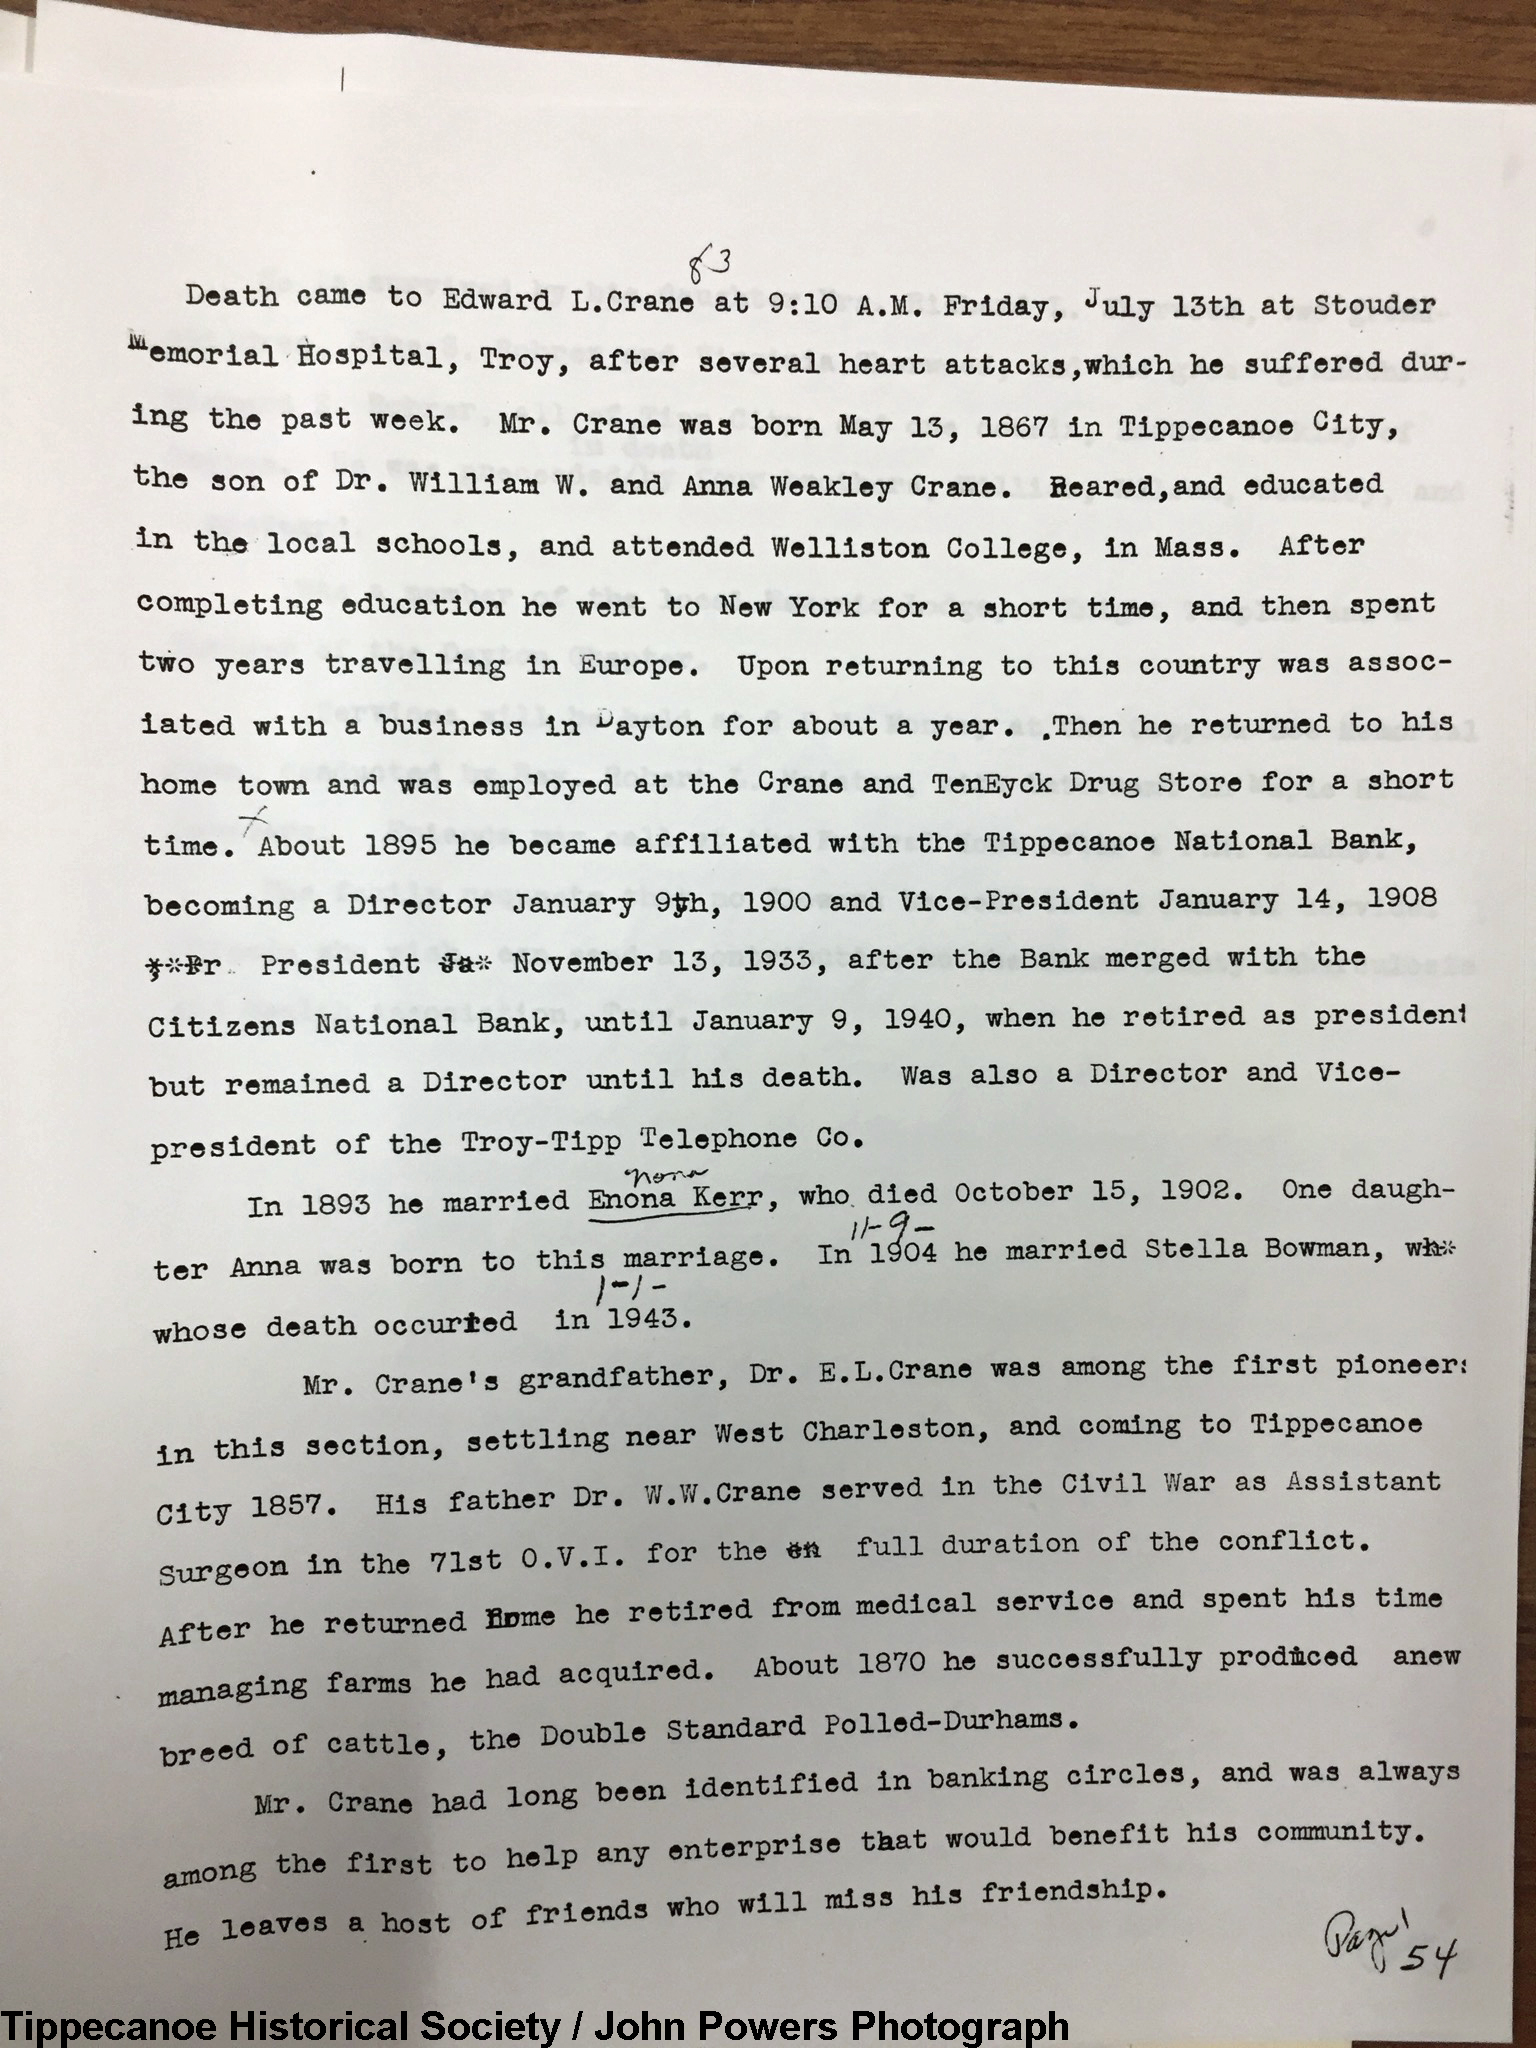 83
Death came to Edward L.Crane at 9:10 A.M. Friday, July 13th at Stouder
Memorial Hospital, Troy, after several heart attacks,which he suffered dur-
ing the past week. Mr. Crane was born May 13, 1867 in Tippecanoe City,
the son of Dr. William W. and Anna Weakley Crane. Reared,and educated
in the local schools, and attended Welliston College, in Mass. After
completing education he went to New York for a short time, and then spent
two years travelling in Europe. Upon returning to this country was assoc-
iated with a business in Dayton for about a year. .Then he returned to his
home town and was employed at the Crane and TenEyck Drug Store for a short
time. About 1895 he became affiliated with the Tippecanoe National Bank,
becoming a Director January 9th, 1900 and Vice-President January 14, 1908
President November 13, 1933, after the Bank merged with the
Citizens National Bank, until January 9, 1940, when he retired as president
but remained a Director until his death. Was also a Director and Vice-
president of the Troy-Tipp Telephone Co.
nona
In 1893 he married Enona Kerr, who died October 15, 1902. One daugh-
11-9-
ter Anna was born to this marriage. In 1904 he married Stella Bowman,
1-1-
whose death occurred in 1943.
Mr. Crane's grandfather, Dr. E.L.Crane was among the first pioneers
in this section, settling near West Charleston, and coming to Tippecanoe
City 1857. His father Dr. W.W.Crane served in the Civil War as Assistant
Surgeon in the 71st O.V.I. for the full duration of the conflict.
After he returned home he retired from medical service and spent his time
managing farms he had acquired. About 1870 he successfully produced anew
breed of cattle, the Double Standard Polled-Durhams.
Mr. Crane had long been identified in banking circles, and was always
among the first to help any enterprise that would benefit his community.
He leaves a host of friends who will miss his friendship.
Page 1
54
Tippecanoe Historical Society / John Powers Photograph